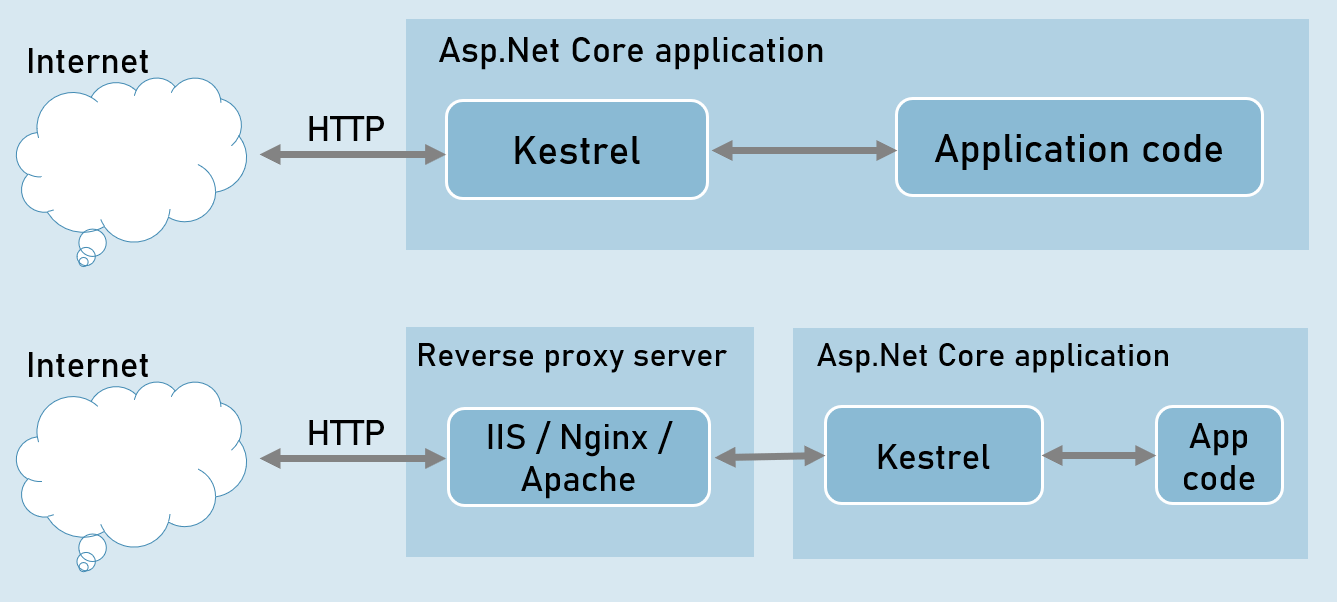 Internet
Asp.Net Core application
HTTP
Kestrel
Application code
Internet
Reverse proxy server
Asp.Net Core application
HTTP
IIS / Nginx /
Apache
Kestrel
App
code